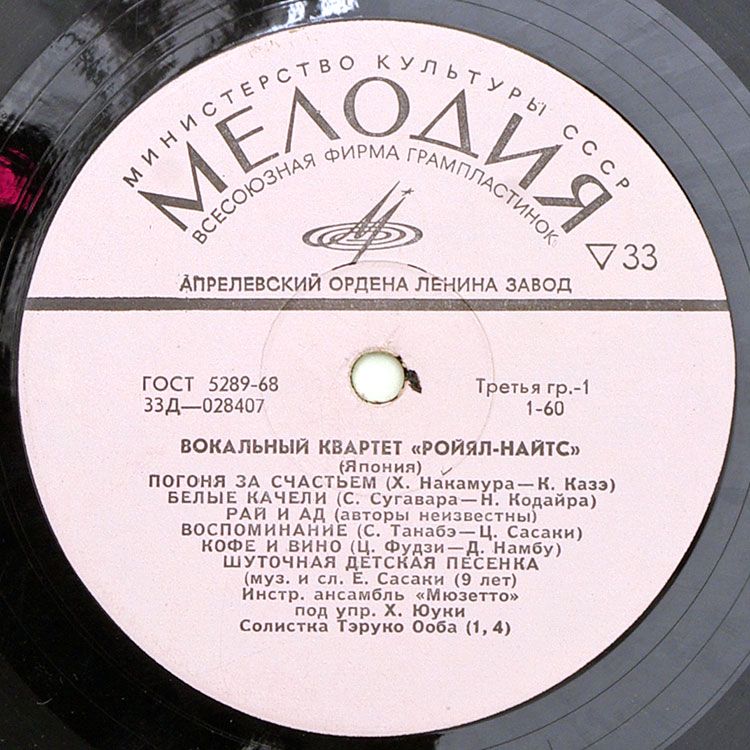 МИНИСТЕРСТВО КУЛЬТУРЫ СССР
МЕЛОДИЯ
ВСЕСОЮЗНАЯ ФИРМА ГРАМПЛАСТИНОК
▽33
АПРЕЛЕВСКИЙ ОРДЕНА ЛЕНИНА ЗАВОД
ГОСТ 5289-68 Третья гр.-1
33Д—028407 1-60
ВОКАЛЬНЫЙ КВАРТЕТ «РОЙЯЛ-НАЙТС»
(Япония)
ПОГОНЯ ЗА СЧАСТЬЕМ (Х. Накамура—К. Казэ)
БЕЛЫЕ КАЧЕЛИ (С. Сугавара—Н. Кодайра)
РАЙ И АД (авторы неизвестны)
ВОСПОМИНАНИЕ (С. Танабэ—Ц. Сасаки)
КОФЕ И ВИНО (Ц. Фудзи—Д. Намбу)
ШУТОЧНАЯ ДЕТСКАЯ ПЕСЕНКА
(муз. и сл. Е. Сасаки (9 лет)
Инстр. ансамбль «Мюзетто»
под упр. Х. Юуки
Солистка Тэруко Ооба (1, 4)